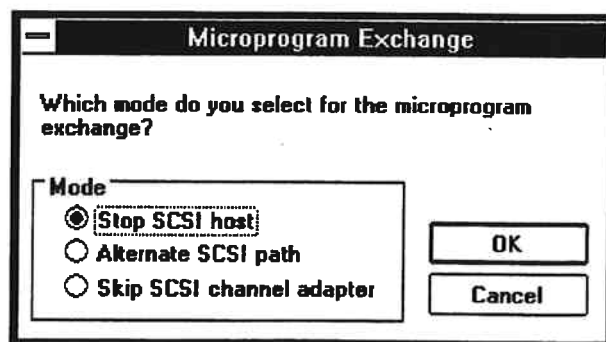 Microprogram Exchange
Which mode do you select for the microprogram
exchange?
Mode
Stop SCSI host
Alternate SCSI path
Skip SCSI channel adapter
OK
Cancel